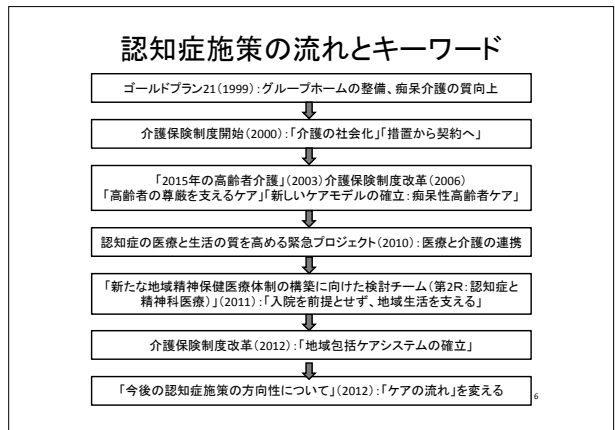 認知症施策の流れとキーワード
ゴールドプラン21(1999):グループホームの整備、痴呆介護の質向上
介護保険制度開始(2000):「介護の社会化」「措置から契約へ」
「2015年の高齢者介護」(2003)介護保険制度改革(2006)
「高齢者の尊厳を支えるケア」「新しいケアモデルの確立:痴呆性高齢者ケア」
認知症の医療と生活の質を高める緊急プロジェクト(2010):医療と介護の連携
「新たな地域精神保健医療体制の構築に向けた検討チーム(第2R:認知症と
精神科医療)」(2011):「入院を前提とせず、地域生活を支える」
介護保険制度改革(2012):「地域包括ケアシステムの確立」
「今後の認知症施策の方向性について」(2012):「ケアの流れ」を変える
6